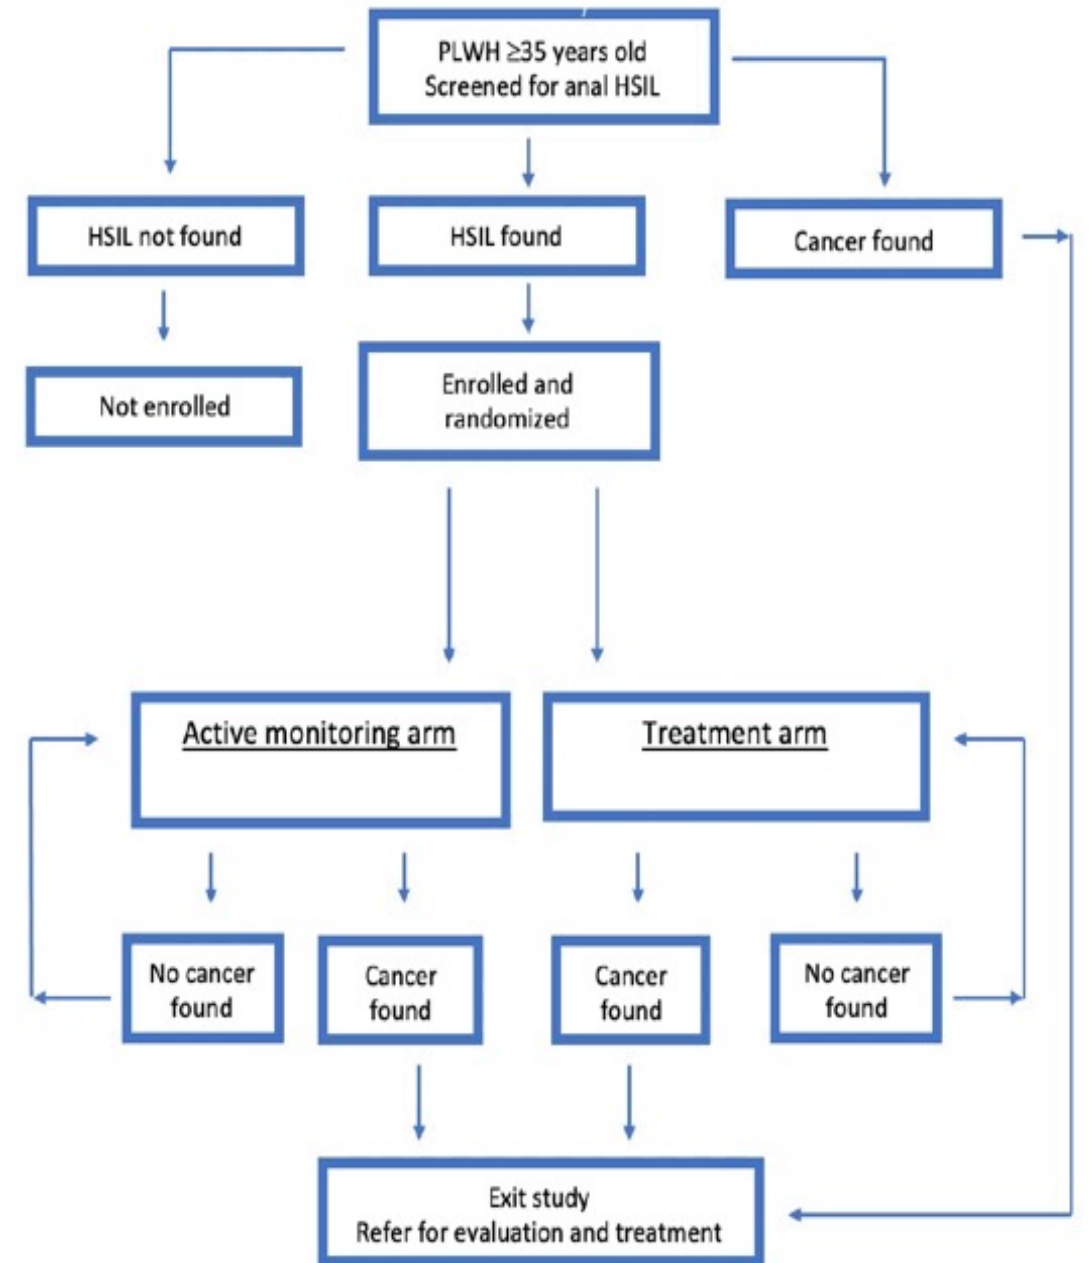 PLWH ≥35 years old
Screened for anal HSIL
HSIL not found
HSIL found
Cancer found
Not enrolled
Enrolled and
randomized
Active monitoring arm
Treatment arm
No cancer
found
Cancer
found
Cancer
found
No cancer
found
Exit study
Refer for evaluation and treatment